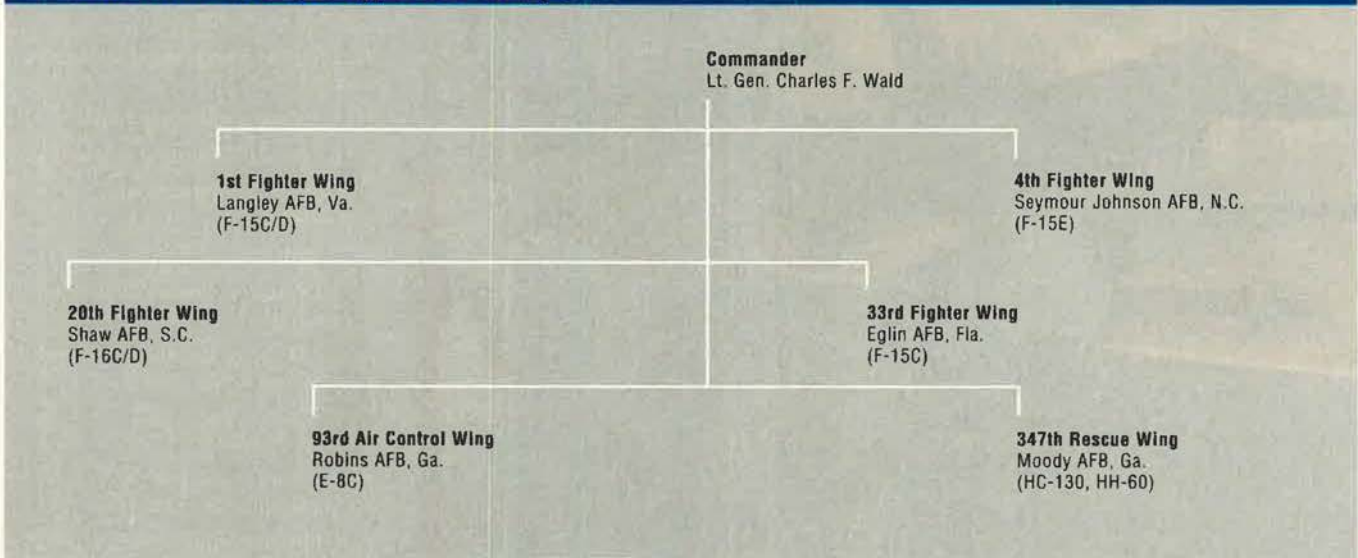 Commander
Lt. Gen. Charles F. Wald
1st Fighter Wing
Langley AFB, Va.
(F-15C/D)
4th Fighter Wing
Seymour Johnson AFB, N.C.
(F-15E)
20th Fighter Wing
Shaw AFB, S.C.
(F-16C/D)
33rd Fighter Wing
Eglin AFB, Fla.
(F-15C)
93rd Air Control Wing
Robins AFB, Ga.
(E-8C)
347th Rescue Wing
Moody AFB, Ga.
(HC-130, HH-60)